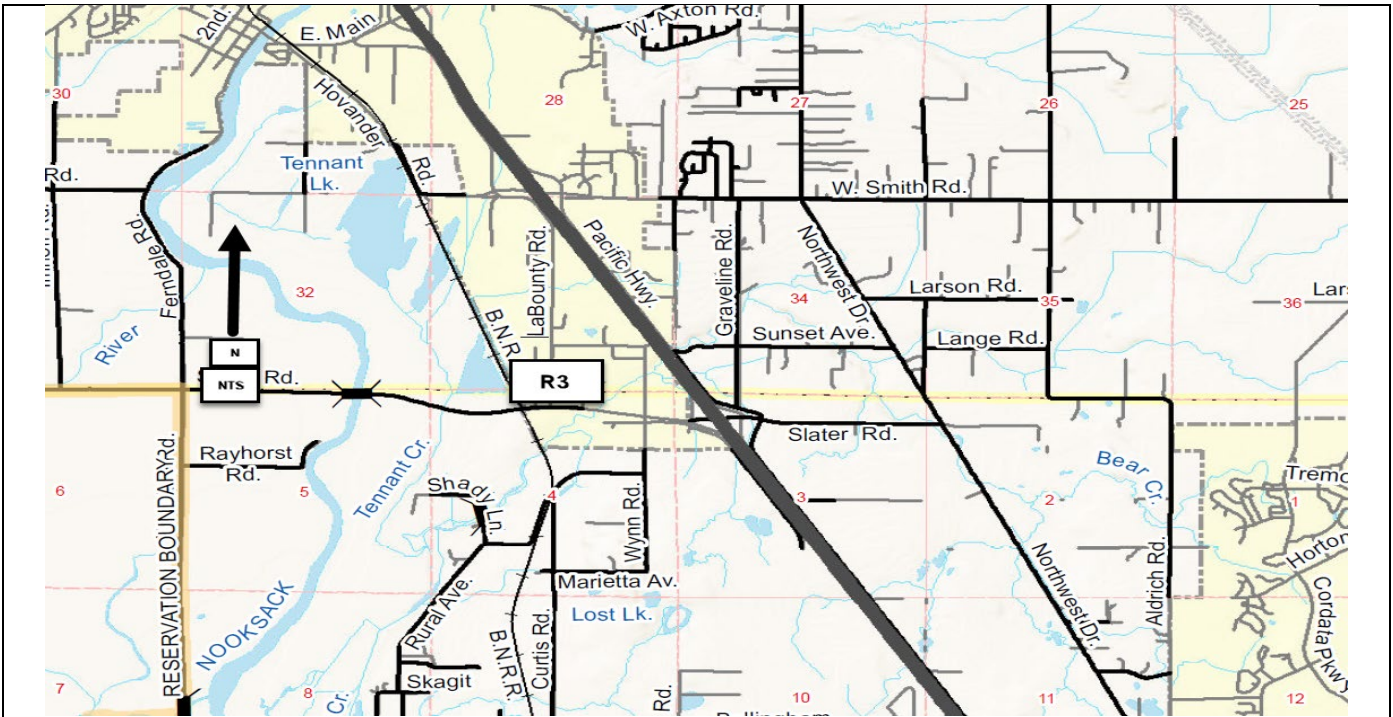 2nd.
E. Main
W. Axton Rd.
30
28
27
26
25
Hovander
Rd.
Tennant
Lk.
Rd.
W. Smith Rd.
Ferndale Rd.
32
LaBounty Rd.
Pacific Hwy.
Graveline Rd.
Northwest Dr.
34
Larson Rd.
35
36
Lar
River
B.N.R
Sunset Ave.
Lange Rd.
N
NTS
Rd.
R3
Slater Rd.
RESERVATION BOUNDARY Rd.
Rayhorst
Rd.
Tennant Cr.
Bear Cr.
6
5
Shady Ln.
4
Wynn Rd.
3
2
Tremo
1
Horton
Northwest Dr.
Aldrich Rd.
Cordata Pkwy
Marietta Av.
Lost Lk.
Rural Ave.
NOOKSACK
B.N.R.R.
Curtis Rd.
Skagit
7
8
Cr.
Rd.
10
11
12